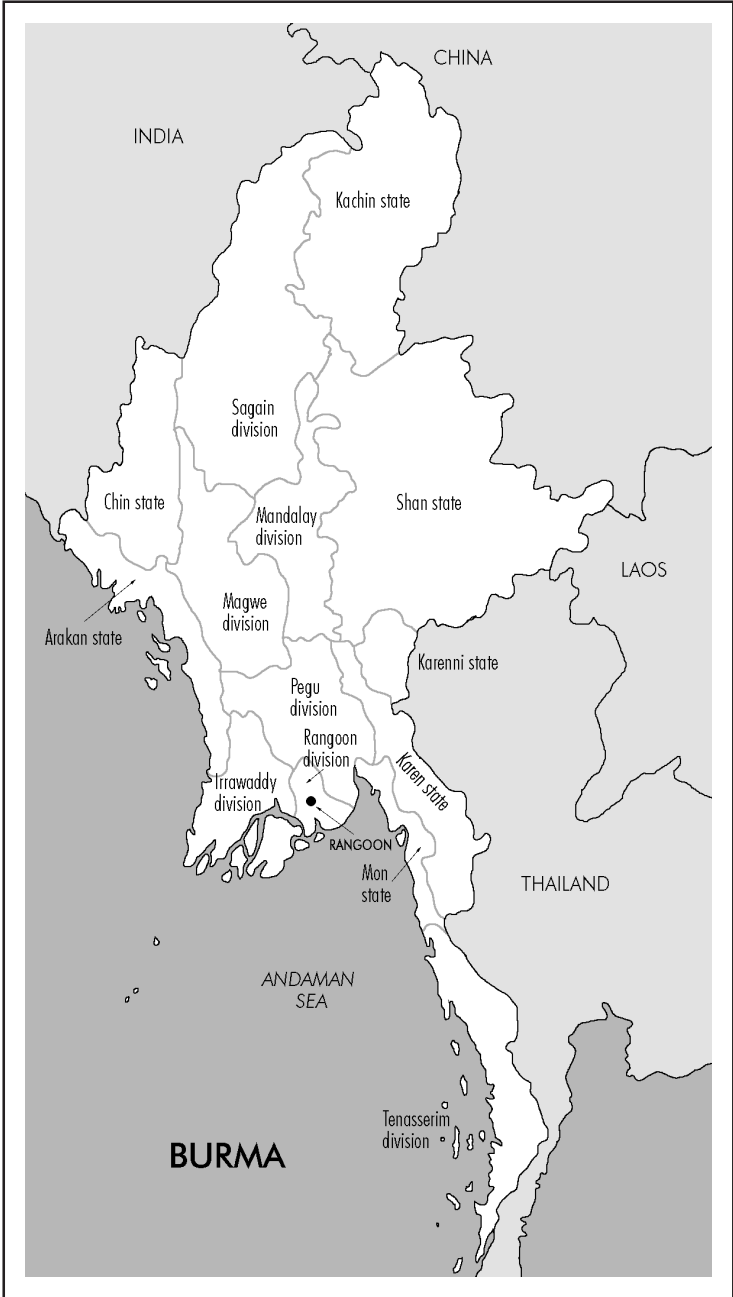 CHINA
INDIA
Kachin state
Sagain
division
Chin state
Mandalay
division
Shan state
LAOS
Magwe
division
Arakan state
Karenni state
Pegu
division
Rangoon
division
Karen state
Irrawaddy
division
RANGOON
Mon
state
THAILAND
ANDAMAN
SEA
Tenasserim
division
BURMA